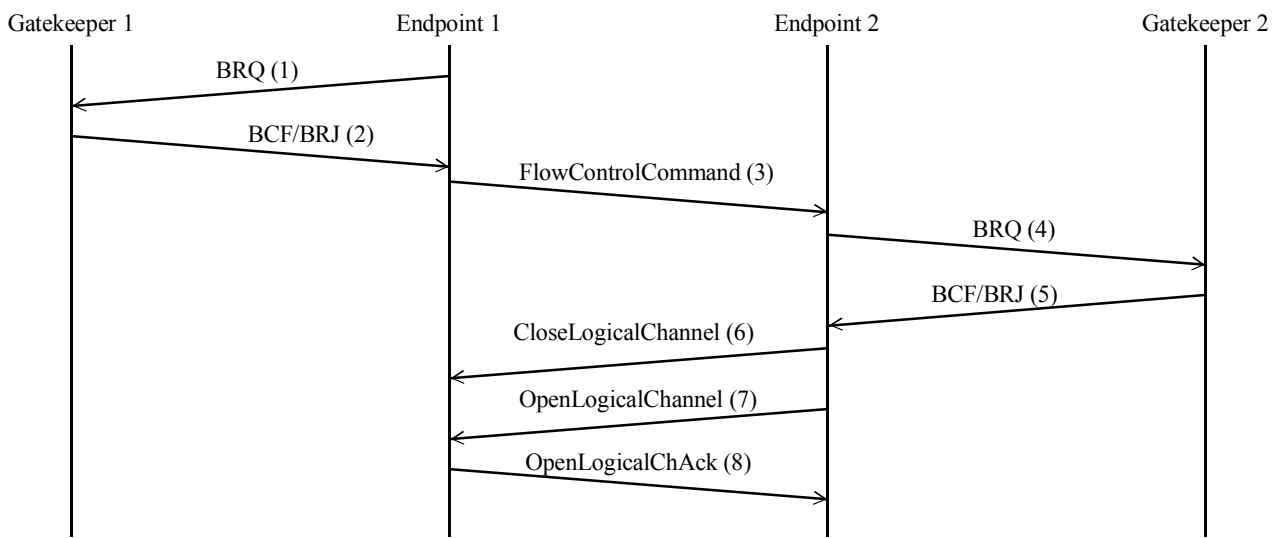 Gatekeeper 1
Endpoint 1
Endpoint 2
Gatekeeper 2
BRQ (1)
BCF/BRJ (2)
FlowControlCommand (3)
BRQ (4)
BCF/BRJ (5)
CloseLogicalChannel (6)
OpenLogicalChannel (7)
OpenLogicalChAck (8)